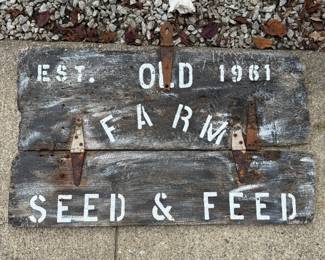 EST. OLD 1961
FARM
SEED & FEED